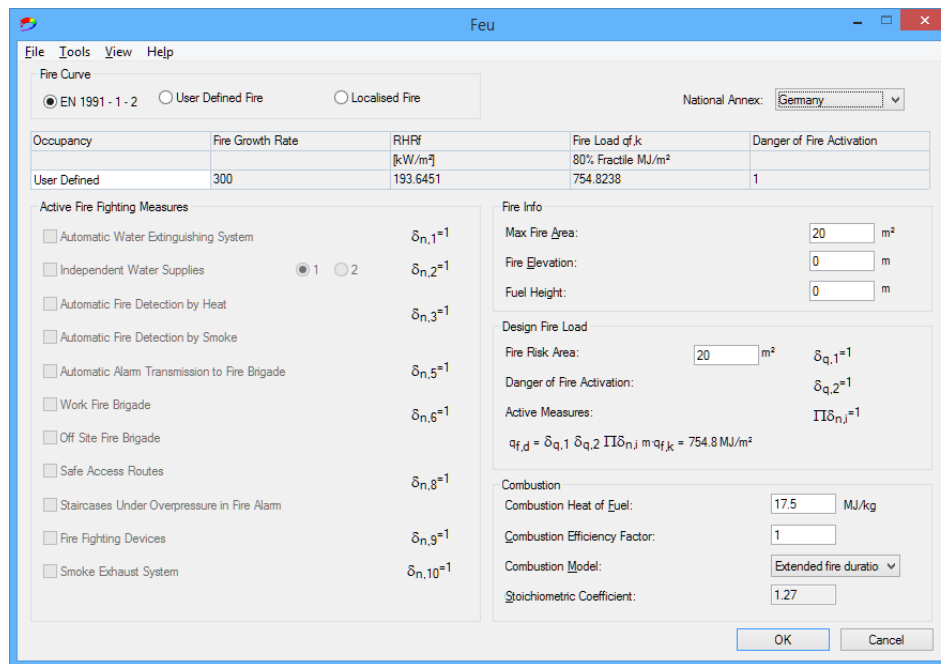 Feu
File Tools View Help
Fire Curve
EN 1991 - 1 - 2 User Defined Fire Localised Fire National Annex: Germany
Occupancy Fire Growth Rate RHRf Fire Load qf,k Danger of Fire Activation
[kW/m²] 80% Fractile MJ/m²
User Defined 300 193.6451 754.8238 1
Active Fire Fighting Measures
Automatic Water Extinguishing System δn,1=1
Independent Water Supplies 1 2 δn,2=1
Automatic Fire Detection by Heat δn,3=1
Automatic Fire Detection by Smoke
Automatic Alarm Transmission to Fire Brigade δn,5=1
Work Fire Brigade δn,6=1
Off Site Fire Brigade
Safe Access Routes δn,8=1
Staircases Under Overpressure in Fire Alarm
Fire Fighting Devices δn,9=1
Smoke Exhaust System δn,10=1
Fire Info
Max Fire Area: 20 m²
Fire Elevation: 0 m
Fuel Height: 0 m
Design Fire Load
Fire Risk Area: 20 m² δq,1=1
Danger of Fire Activation: δq,2=1
Active Measures: Πδn,i=1
qf,d = δq,1 δq,2 Πδn,i m·qf,k = 754.8 MJ/m²
Combustion
Combustion Heat of Fuel: 17.5 MJ/kg
Combustion Efficiency Factor: 1
Combustion Model: Extended fire duratio
Stoichiometric Coefficient: 1.27
OK Cancel